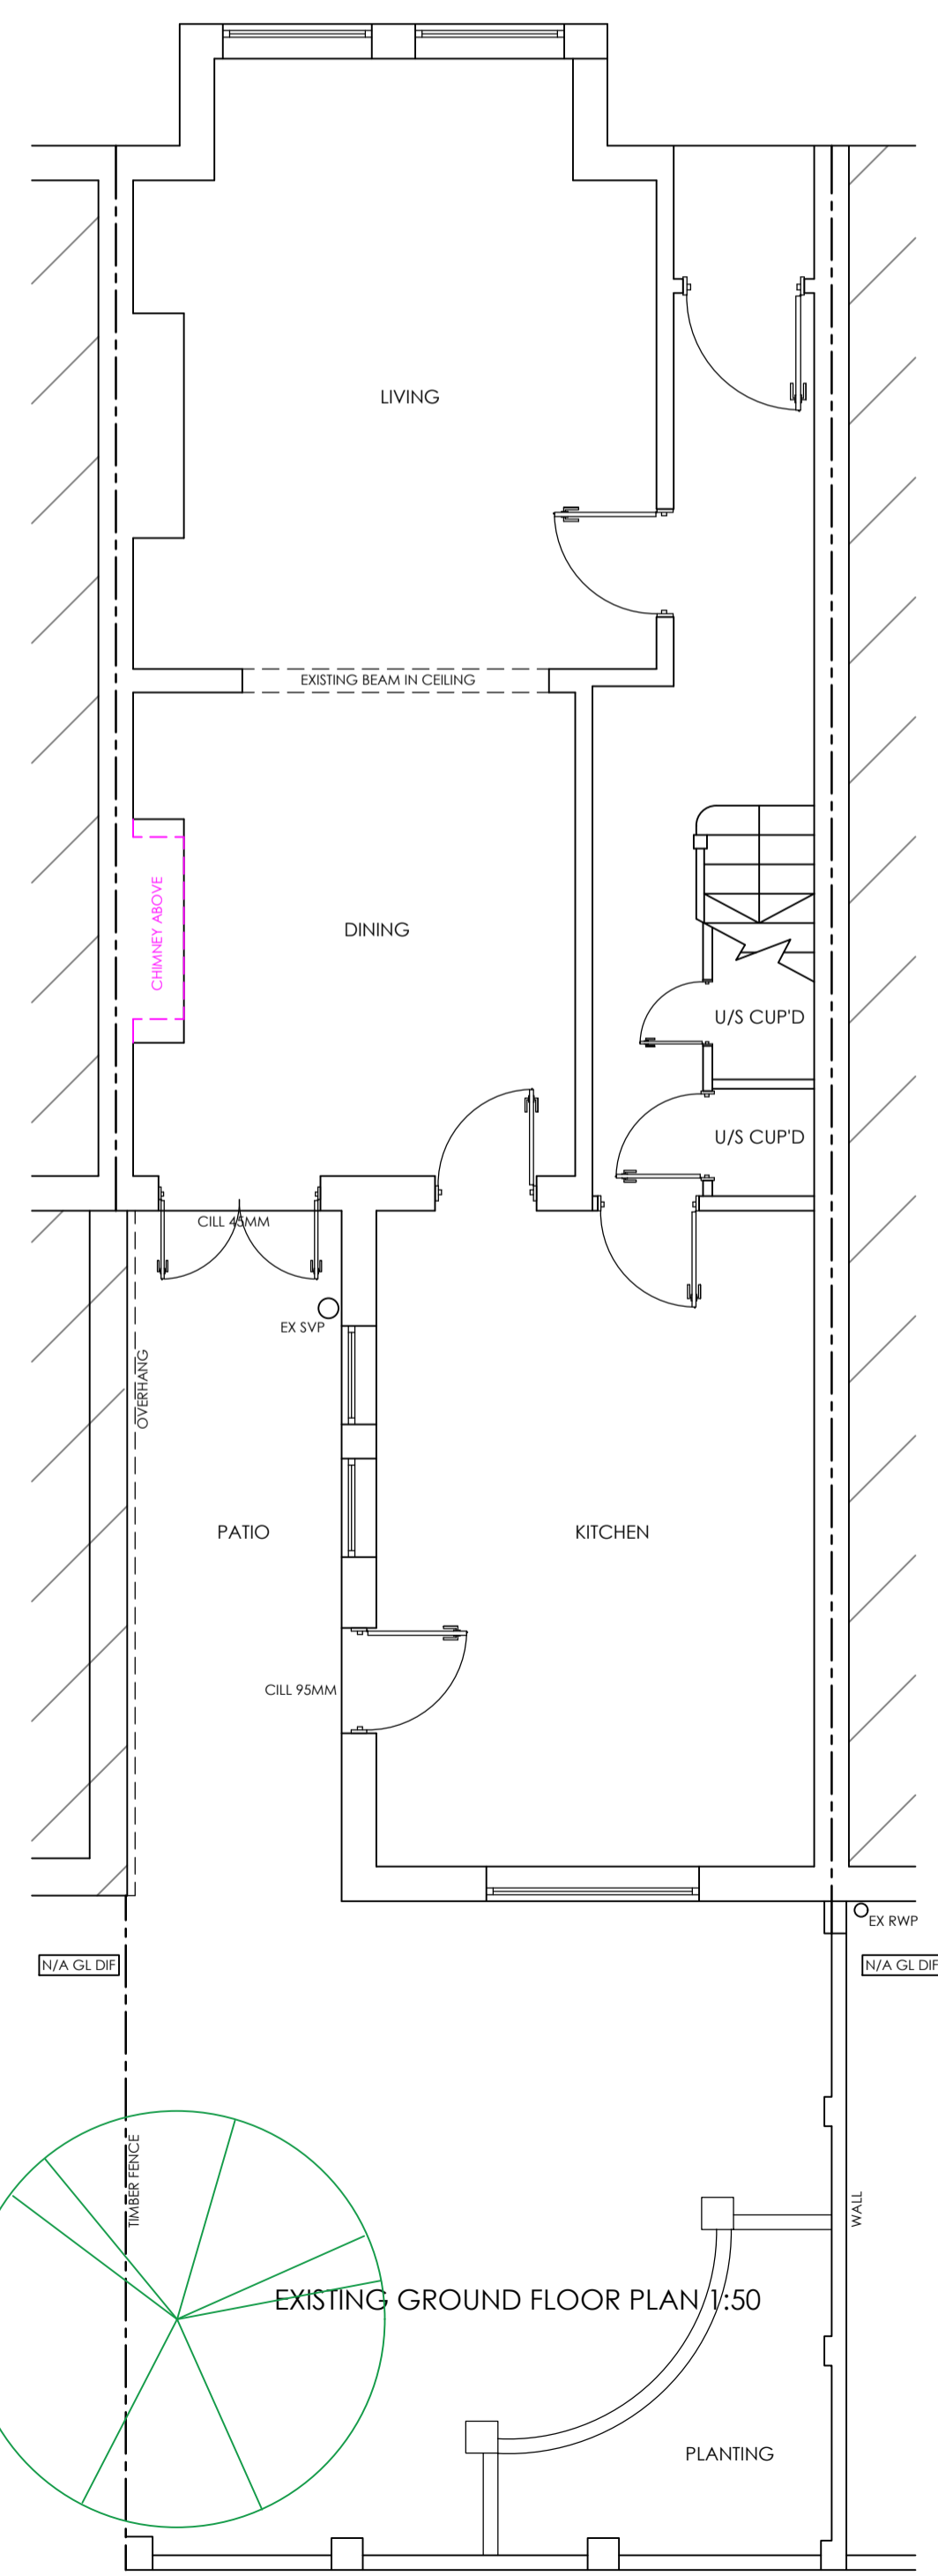 LIVING
EXISTING BEAM IN CEILING
CHIMNEY ABOVE
DINING
U/S CUP'D
U/S CUP'D
CILL 45MM
EX SVP
OVERHANG
PATIO
KITCHEN
CILL 95MM
EX RWP
N/A GL DIF
N/A GL DIF
TIMBER FENCE
WALL
EXISTING GROUND FLOOR PLAN 1:50
PLANTING